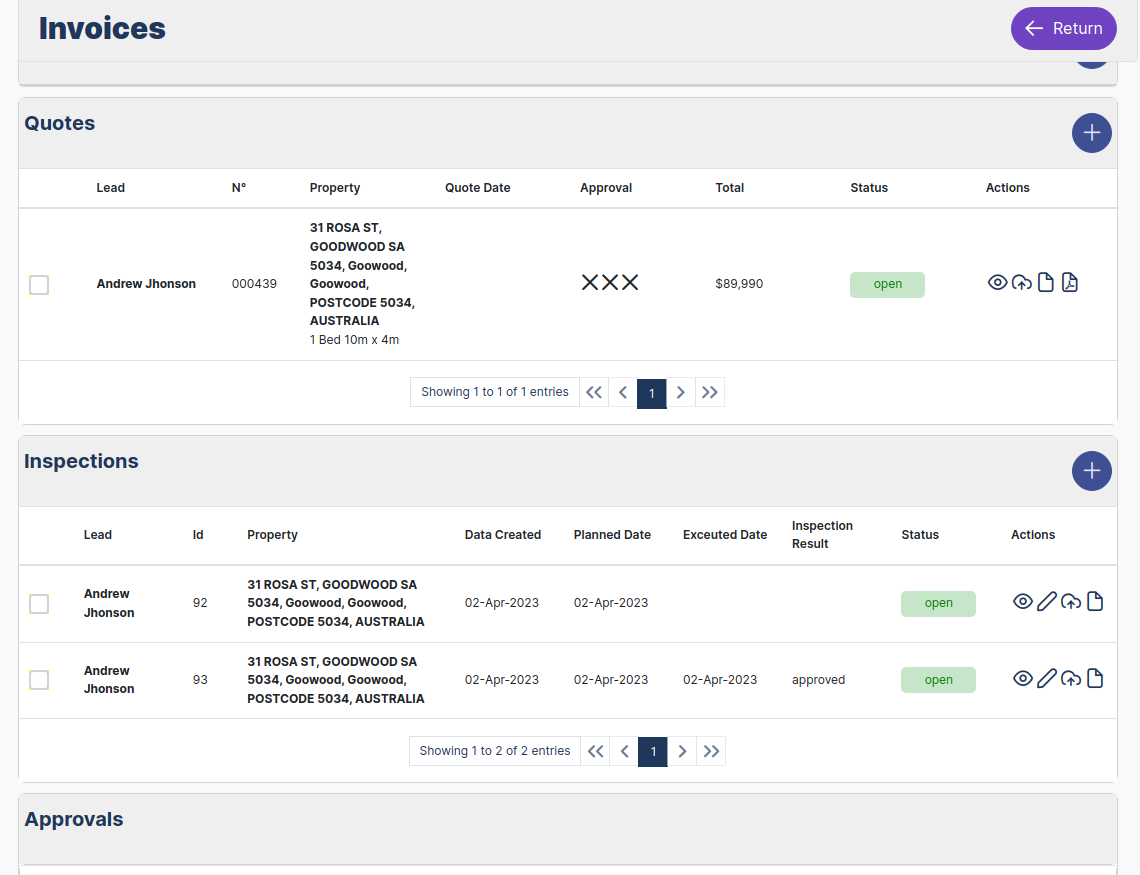 Invoices
Return
Quotes
Lead N° Property Quote Date Approval Total Status Actions
31 ROSA ST,
GOODWOOD SA
5034, Goowood,
Andrew Jhonson 000439 Goowood, $89,990 open
POSTCODE 5034,
AUSTRALIA
1 Bed 10m x 4m
Showing 1 to 1 of 1 entries 1
Inspections
Lead Id Property Data Created Planned Date Exceuted Date Inspection Result Status Actions
Andrew 31 ROSA ST, GOODWOOD SA
Jhonson 92 5034, Goowood, Goowood, 02-Apr-2023 02-Apr-2023 open
POSTCODE 5034, AUSTRALIA
Andrew 31 ROSA ST, GOODWOOD SA
Jhonson 93 5034, Goowood, Goowood, 02-Apr-2023 02-Apr-2023 02-Apr-2023 approved open
POSTCODE 5034, AUSTRALIA
Showing 1 to 2 of 2 entries 1
Approvals